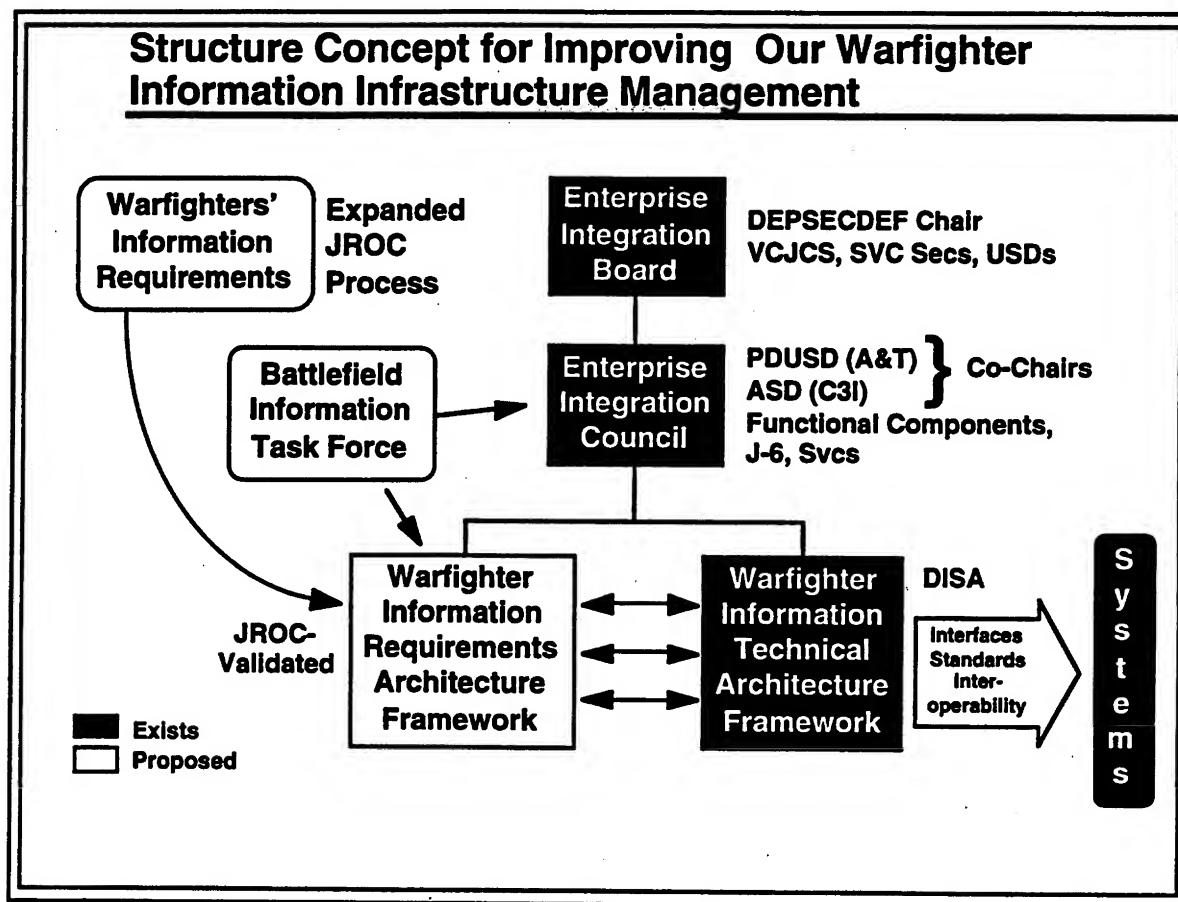 Structure Concept for Improving Our Warfighter
Information Infrastructure Management
Warfighters'
Information
Requirements
Expanded
JROC
Process
Enterprise
Integration
Board
DEPSECDEF Chair
VCJCS, SVC Secs, USDs
Battlefield
Information
Task Force
Enterprise
Integration
Council
PDUSD (A&T)
ASD (C3I)
} Co-Chairs
Functional Components,
J-6, Svcs
JROC-
Validated
Warfighter
Information
Requirements
Architecture
Framework
Warfighter
Information
Technical
Architecture
Framework
DISA
Interfaces
Standards
Inter-
operability
Systems
Exists
Proposed